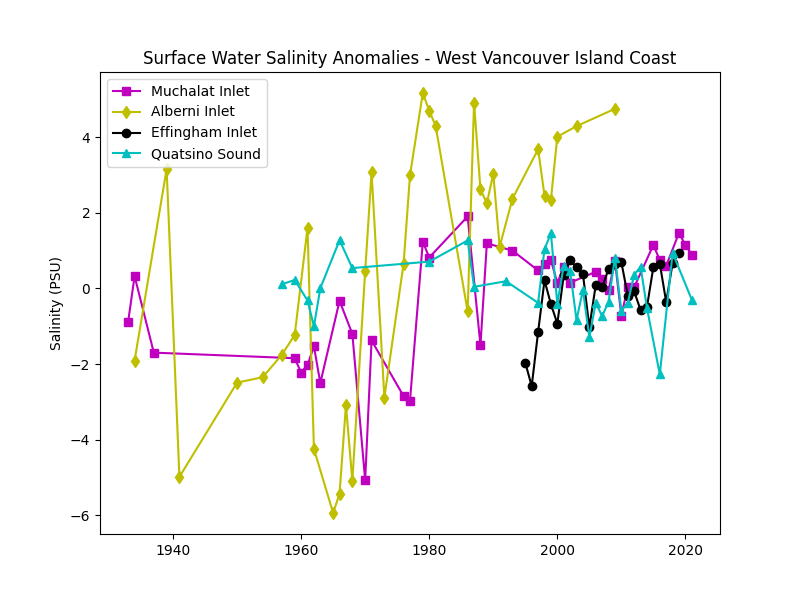 Surface Water Salinity Anomalies - West Vancouver Island Coast
Muchalat Inlet
Alberni Inlet
Effingham Inlet
Quatsino Sound
Salinity (PSU)
4
2
0
−2
−4
−6
1940
1960
1980
2000
2020